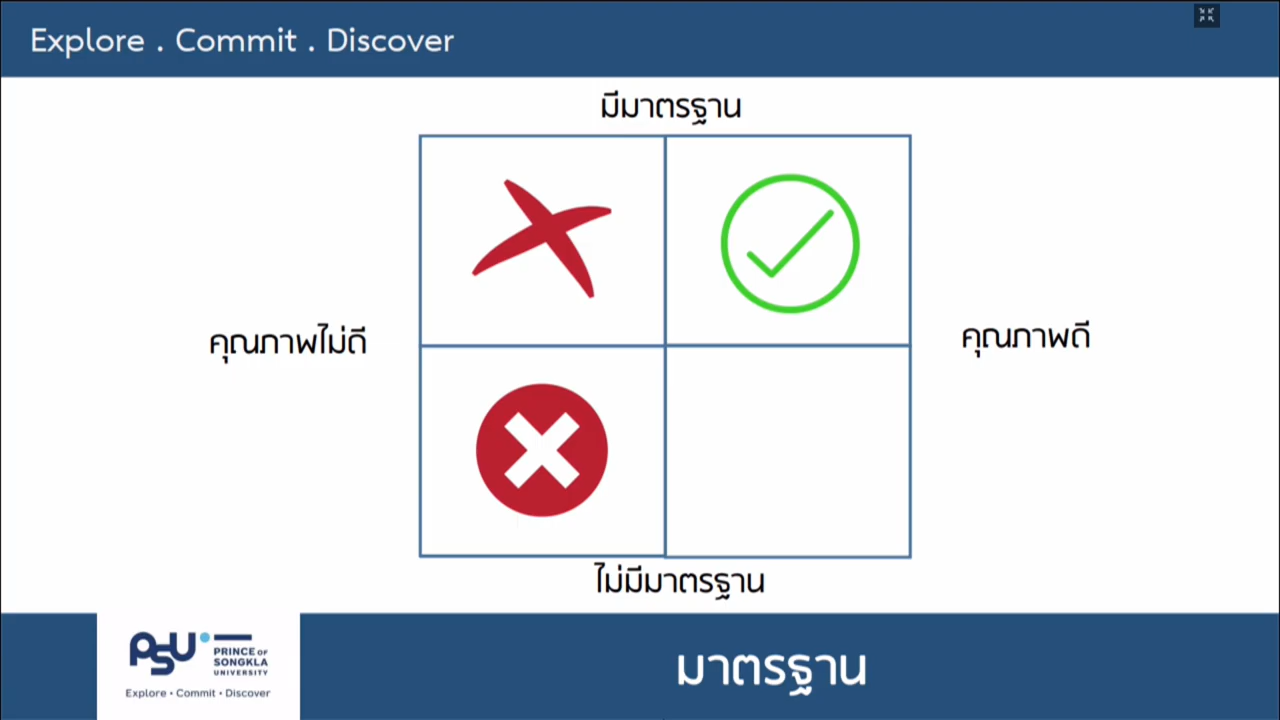 Explore . Commit . Discover
มีมาตรฐาน
คุณภาพไม่ดี
คุณภาพดี
ไม่มีมาตรฐาน
PSU
PRINCE OF
SONGKLA
UNIVERSITY
Explore • Commit • Discover
มาตรฐาน